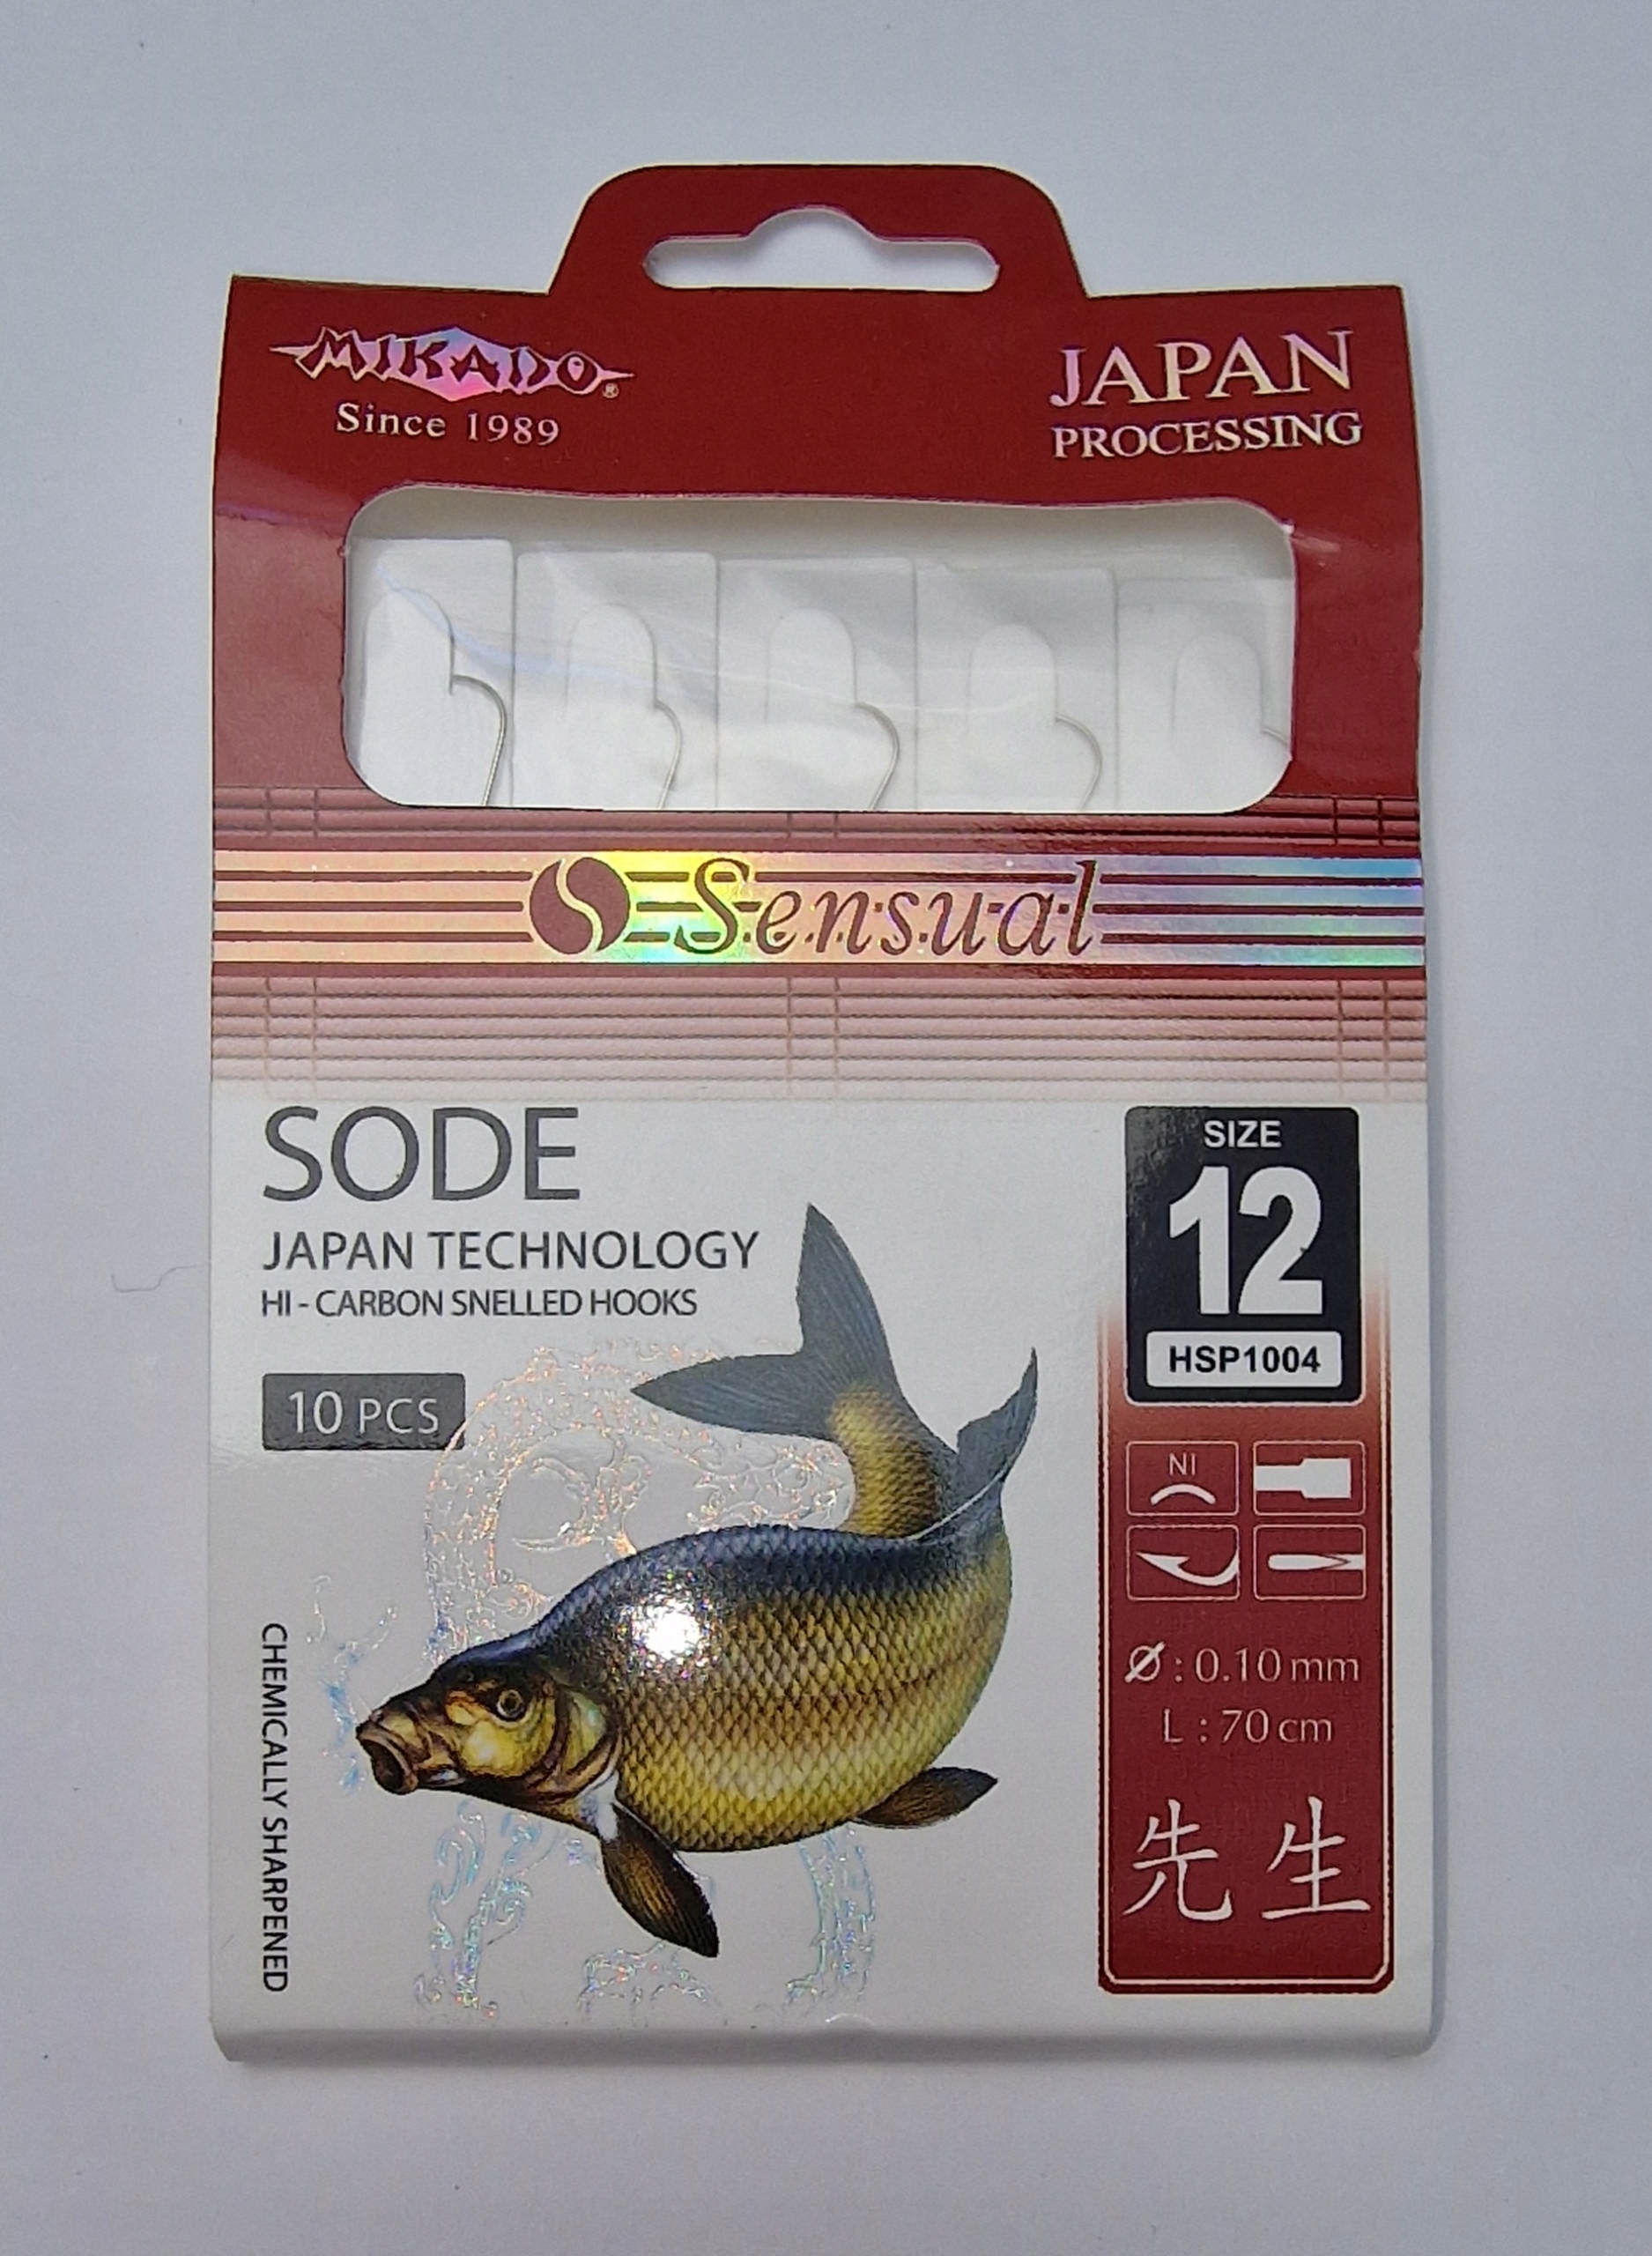 MIKADO®
Since 1989
JAPAN
PROCESSING
Sensual
SODE
JAPAN TECHNOLOGY
HI - CARBON SNELLED HOOKS
10 PCS
CHEMICALLY SHARPENED
SIZE
12
HSP1004
NI
Ø : 0.10 mm
L : 70 cm
先生